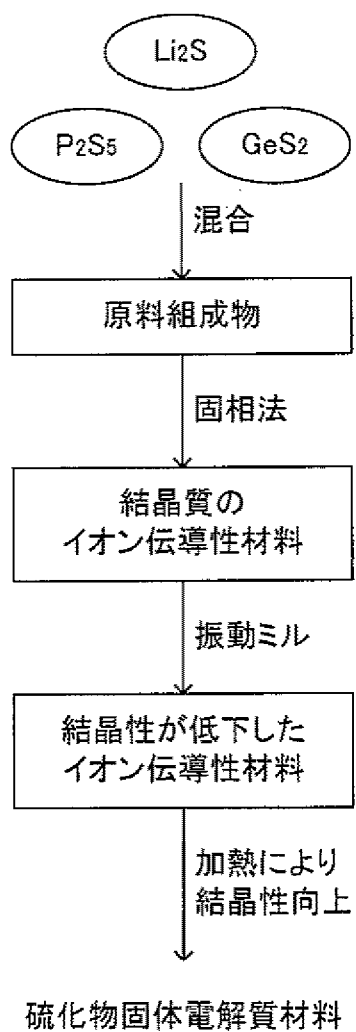 Li2S
P2S5
GeS2
混合
原料組成物
固相法
結晶質の
イオン伝導性材料
振動ミル
結晶性が低下した
イオン伝導性材料
加熱により
結晶性向上
硫化物固体電解質材料